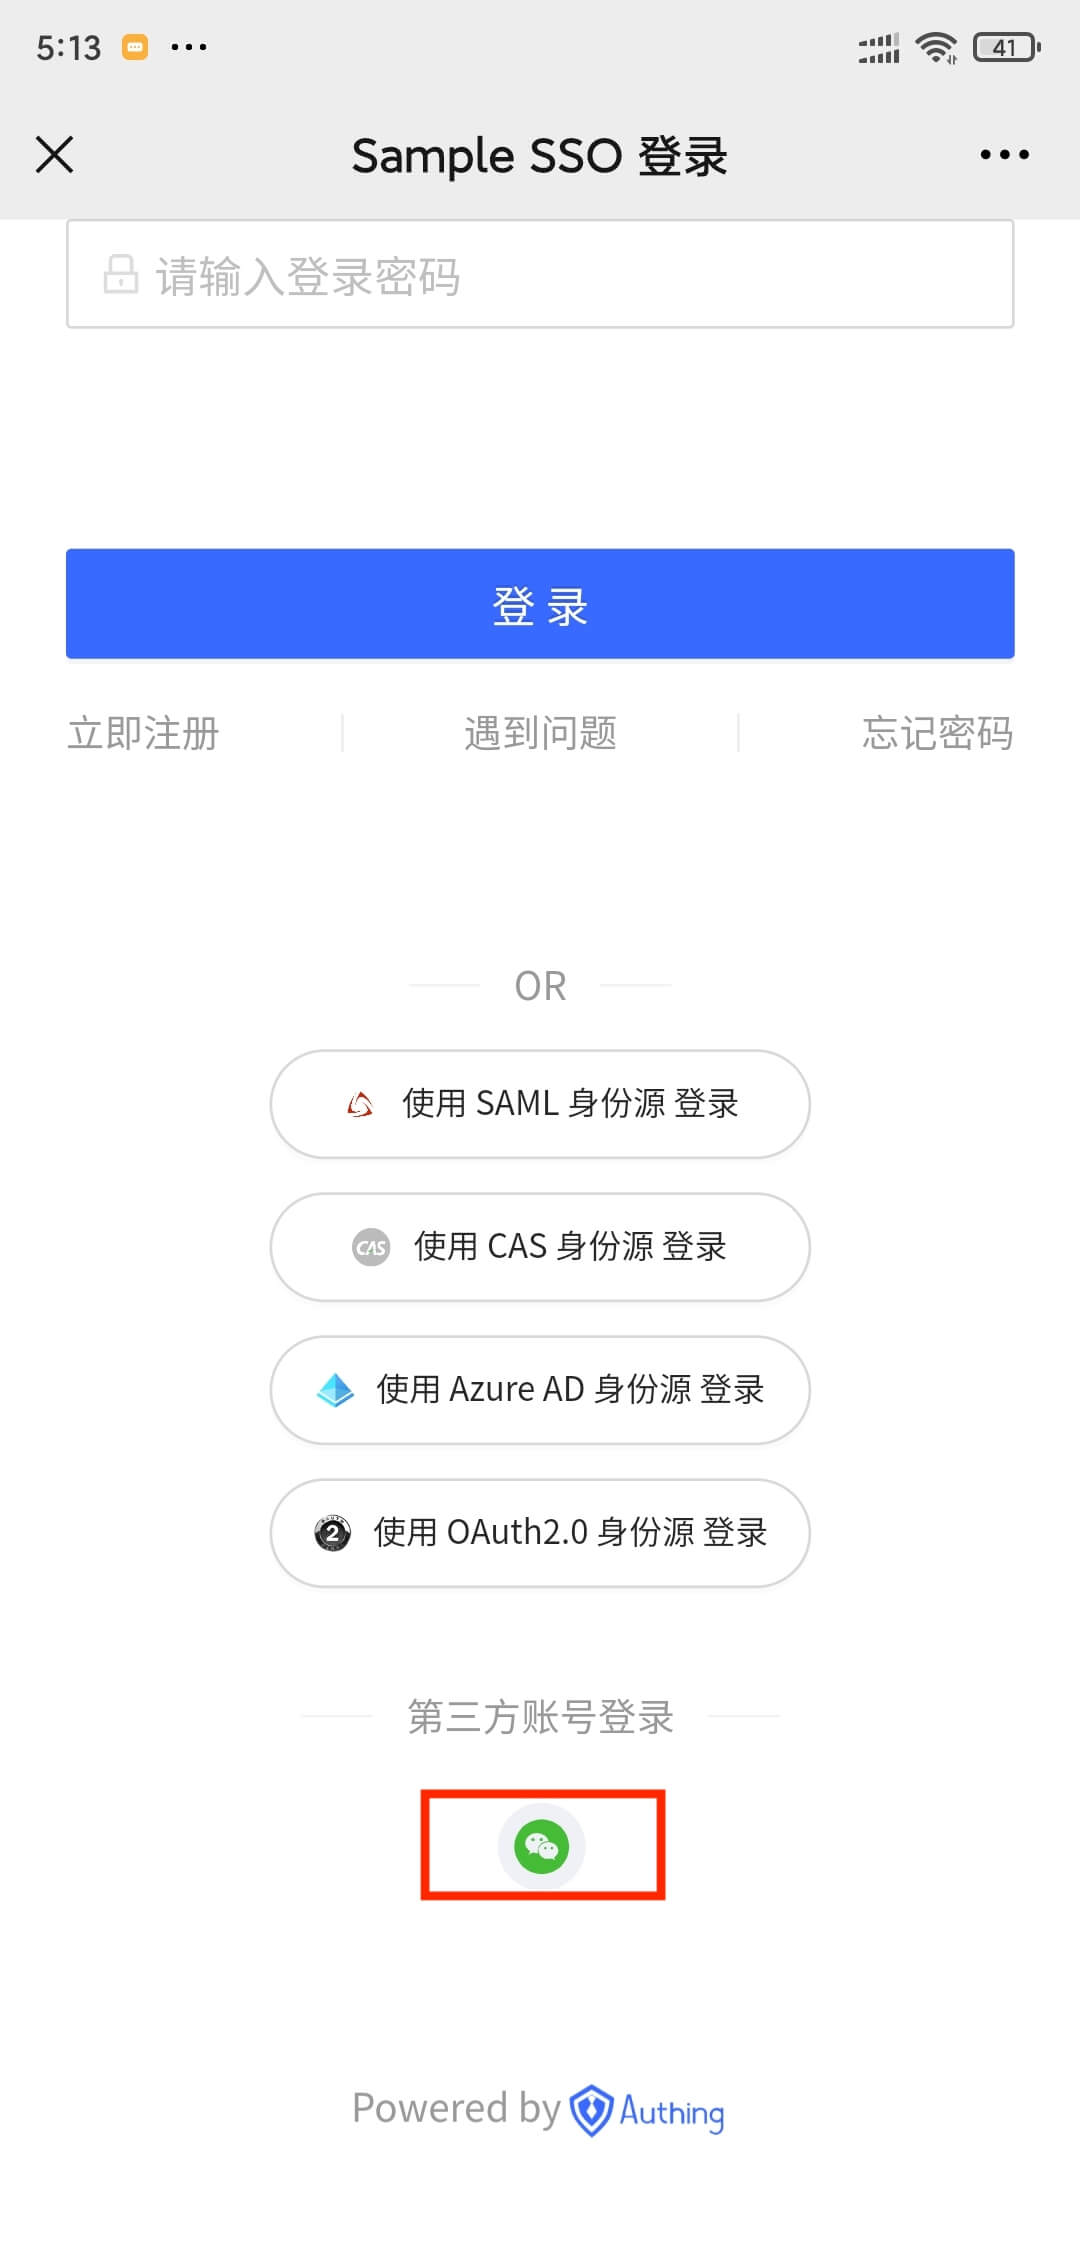 5:13
41
Sample SSO 登录
请输入登录密码
登 录
立即注册
遇到问题
忘记密码
OR
使用 SAML 身份源 登录
CAS 使用 CAS 身份源 登录
使用 Azure AD 身份源 登录
2 使用 OAuth2.0 身份源 登录
第三方账号登录
Powered by Authing